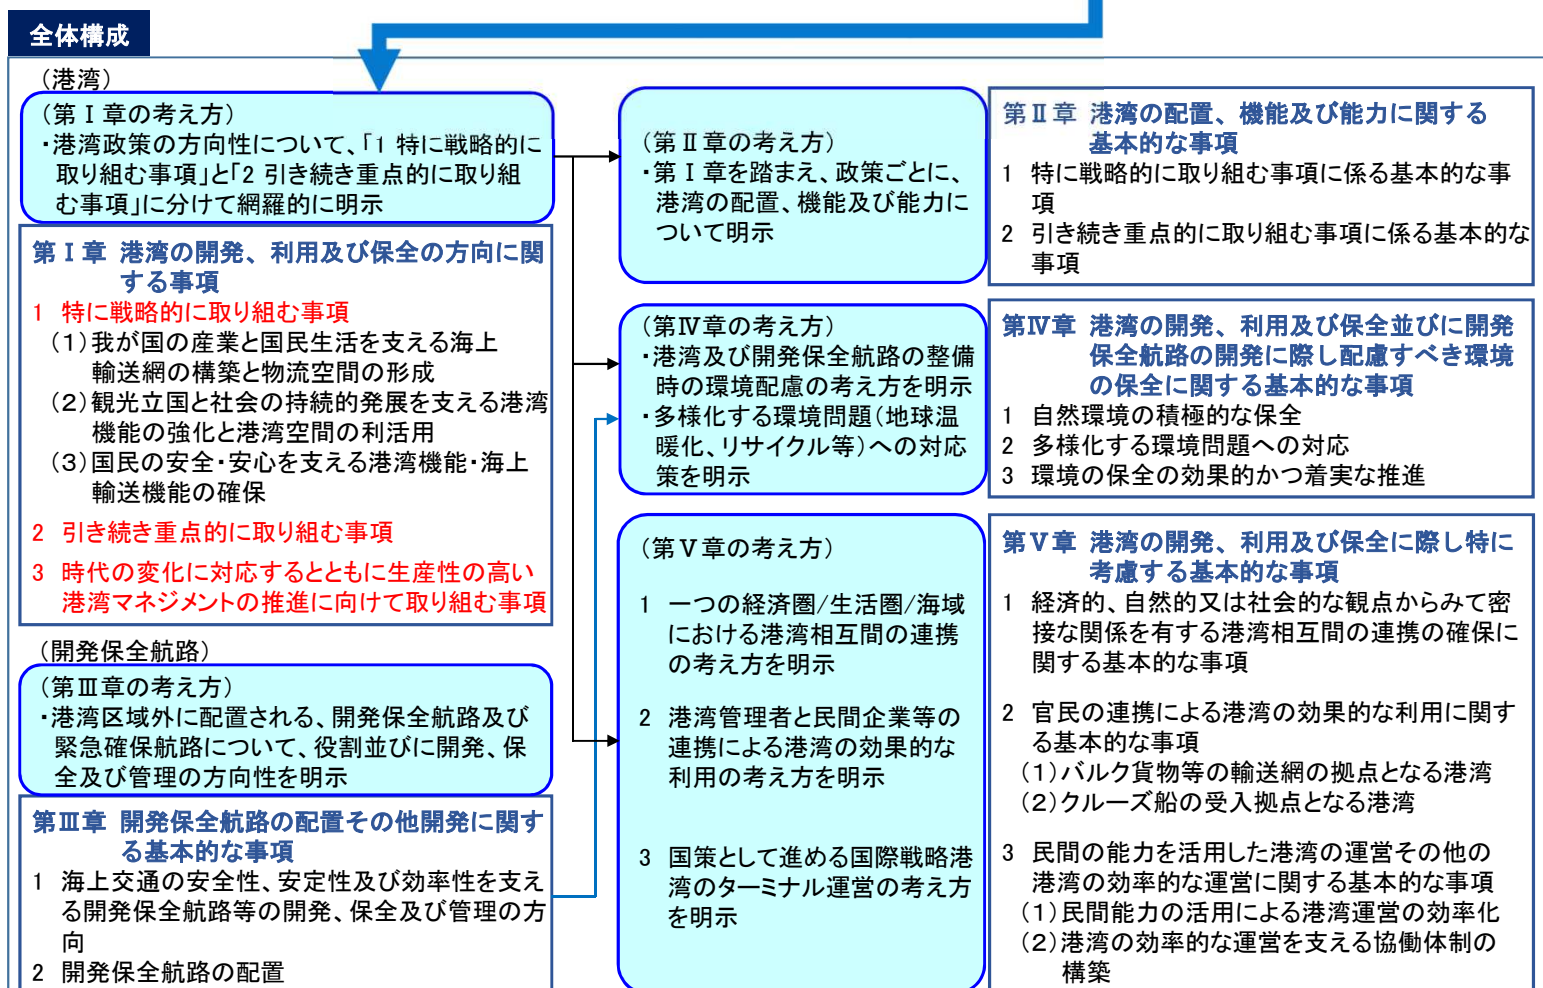 全体構成
（港湾）
（第Ⅰ章の考え方）
・港湾政策の方向性について、「1 特に戦略的に
取り組む事項」と「2 引き続き重点的に取り組
む事項」に分けて網羅的に明示
第Ⅰ章 港湾の開発、利用及び保全の方向に関
する事項
1 特に戦略的に取り組む事項
（１）我が国の産業と国民生活を支える海上
輸送網の構築と物流空間の形成
（２）観光立国と社会の持続的発展を支える港湾
機能の強化と港湾空間の利活用
（３）国民の安全・安心を支える港湾機能・海上
輸送機能の確保
2 引き続き重点的に取り組む事項
3 時代の変化に対応するとともに生産性の高い
港湾マネジメントの推進に向けて取り組む事項
（開発保全航路）
（第Ⅲ章の考え方）
・港湾区域外に配置される、開発保全航路及び
緊急確保航路について、役割並びに開発、保
全及び管理の方向性を明示
第Ⅲ章 開発保全航路の配置その他開発に関す
る基本的な事項
1 海上交通の安全性、安定性及び効率性を支え
る開発保全航路等の開発、保全及び管理の方
向
2 開発保全航路の配置
（第Ⅱ章の考え方）
・第Ⅰ章を踏まえ、政策ごとに、
港湾の配置、機能及び能力に
ついて明示
（第Ⅳ章の考え方）
・港湾及び開発保全航路の整備
時の環境配慮の考え方を明示
・多様化する環境問題（地球温
暖化、リサイクル等）への対応
策を明示
（第Ⅴ章の考え方）
1 一つの経済圏/生活圏/海域
における港湾相互間の連携
の考え方を明示
2 港湾管理者と民間企業等の
連携による港湾の効果的な
利用の考え方を明示
3 国策として進める国際戦略港
湾のターミナル運営の考え方
を明示
第Ⅱ章 港湾の配置、機能及び能力に関する
基本的な事項
1 特に戦略的に取り組む事項に係る基本的な事
項
2 引き続き重点的に取り組む事項に係る基本的な
事項
第Ⅳ章 港湾の開発、利用及び保全並びに開発
保全航路の開発に際し配慮すべき環境
の保全に関する基本的な事項
1 自然環境の積極的な保全
2 多様化する環境問題への対応
3 環境の保全の効果的かつ着実な推進
第Ⅴ章 港湾の開発、利用及び保全に際し特に
考慮する基本的な事項
1 経済的、自然的又は社会的な観点からみて密
接な関係を有する港湾相互間の連携の確保に
関する基本的な事項
2 官民の連携による港湾の効果的な利用に関す
る基本的な事項
（１）バルク貨物等の輸送網の拠点となる港湾
（２）クルーズ船の受入拠点となる港湾
3 民間の能力を活用した港湾の運営その他の
港湾の効率的な運営に関する基本的な事項
（１）民間能力の活用による港湾運営の効率化
（２）港湾の効率的な運営を支える協働体制の
構築